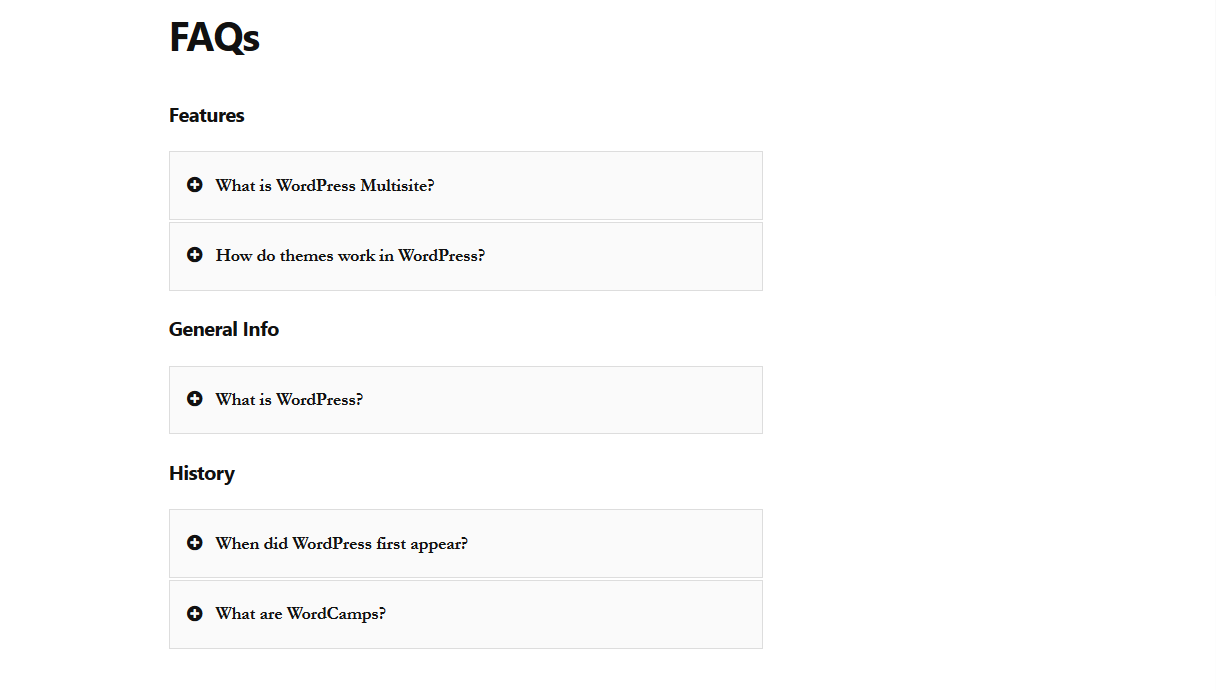 FAQs
Features
What is WordPress Multisite?
How do themes work in WordPress?
General Info
What is WordPress?
History
When did WordPress first appear?
What are WordCamps?